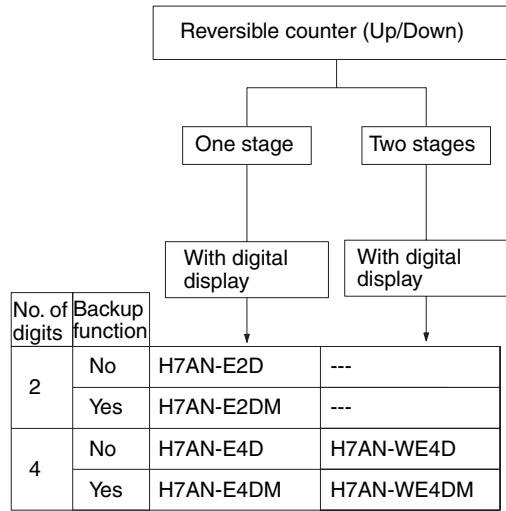 Reversible counter (Up/Down)
One stage
Two stages
With digital
display
With digital
display
No. of
digits
Backup
function
2
No
H7AN-E2D
---
Yes
H7AN-E2DM
---
4
No
H7AN-E4D
H7AN-WE4D
Yes
H7AN-E4DM
H7AN-WE4DM